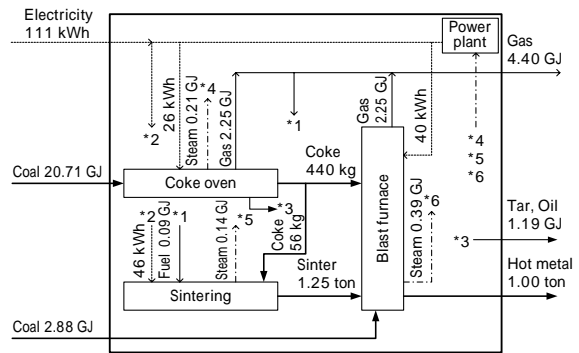 Electricity
111 kWh
Power
plant
Gas
4.40 GJ
*2
26 kWh
Steam 0.21 GJ
*4
Gas 2.25 GJ
*1
Gas
2.25 GJ
40 kWh
*4
*5
*6
Coal 20.71 GJ
Coke oven
Coke
440 kg
Blast furnace
*3
Coke
56 kg
46 kWh
*2
Fuel 0.09 GJ
*1
Steam 0.14 GJ
*5
Steam 0.39 GJ
*6
Tar, Oil
1.19 GJ
*3
Sintering
Sinter
1.25 ton
Hot metal
1.00 ton
Coal 2.88 GJ